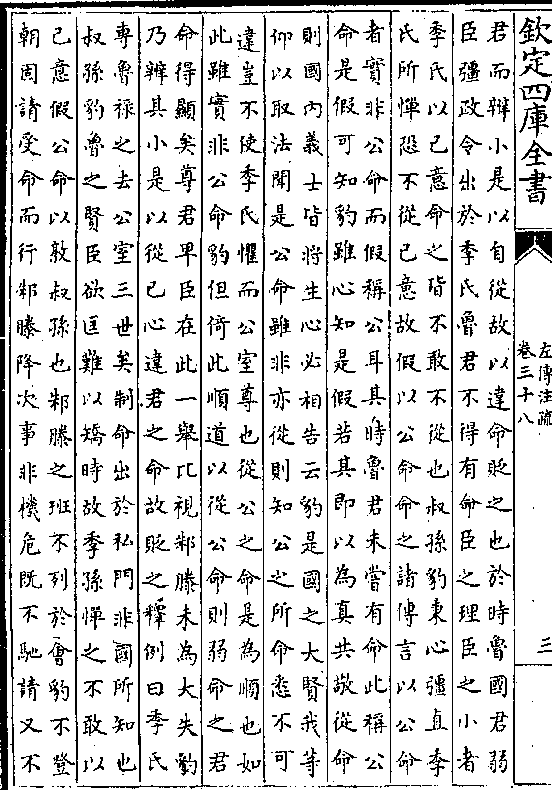 欽定四庫全書
左傳注疏
卷三十八
三
君而辨小是以自從故以違命貶之也於時魯國君弱
臣彊政令出於季氏魯君不得有命臣之理臣之小者
季氏以己意命之皆不敢不從也叔孫豹秉心彊直季
氏所憚恐不從己意故假以公命命之諸傳言以公命
者實非公命而假稱公耳其時魯君未嘗有命此稱公
命是假可知豹雖心知是假若其即以為真共敬從命
則國內義士皆將生心必相告云豹是國之大賢我等
仰以取法聞是公命雖非亦從則知公之所命悉不可
違豈不使季氏懼而公室尊也從公之命是為順也如
此雖實非公命豹但倚此順道以從公命則弱命之君
命得顯矣尊君卑臣在此一舉比視邾滕未為大失豹
乃辨其小是以從己心違君之命故貶之釋例曰季氏
專魯祿之去公室三世矣制命出於私門非國所知也
叔孫豹魯之賢臣欲匡難以矯時故季孫憚之不敢以
己意假公命以敦叔孫也邾滕之班不列於會豹不登
朝固請受命而行邾滕降次事非機危既不馳請又不